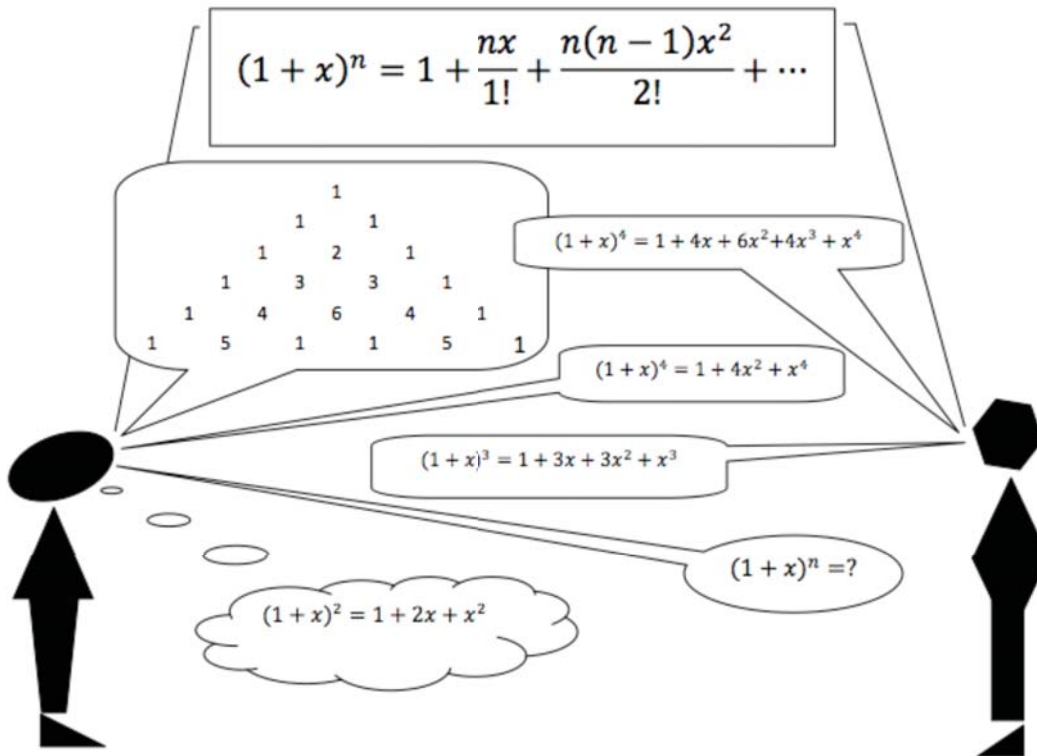 (1 + x)ⁿ = 1 + nx/1! + n(n − 1)x²/2! + ⋯
1
1 1
1 2 1
1 3 3 1
1 4 6 4 1
1 5 1 1 5 1
(1 + x)⁴ = 1 + 4x + 6x²+4x³ + x⁴
(1 + x)⁴ = 1 + 4x² + x⁴
(1 + x)³ = 1 + 3x + 3x² + x³
(1 + x)ⁿ =?
(1 + x)² = 1 + 2x + x²